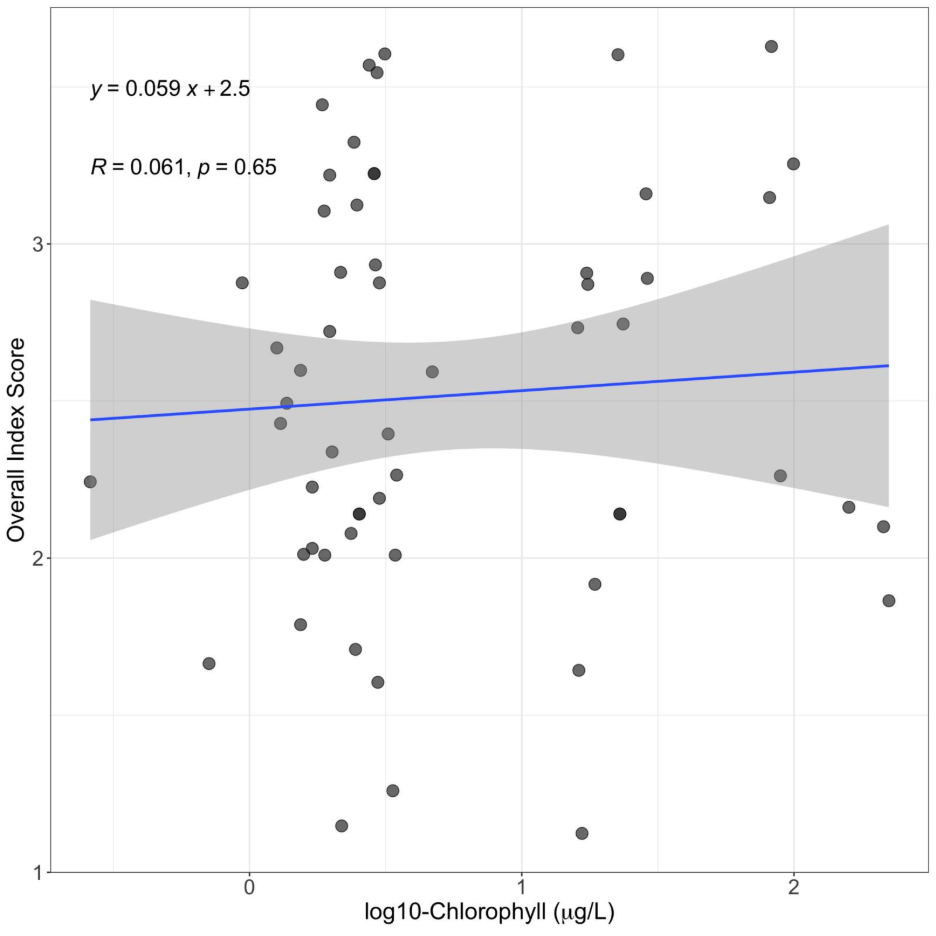 y = 0.059 x + 2.5
R = 0.061, p = 0.65
3
2
1
Overall Index Score
0 1 2
log10-Chlorophyll (μg/L)